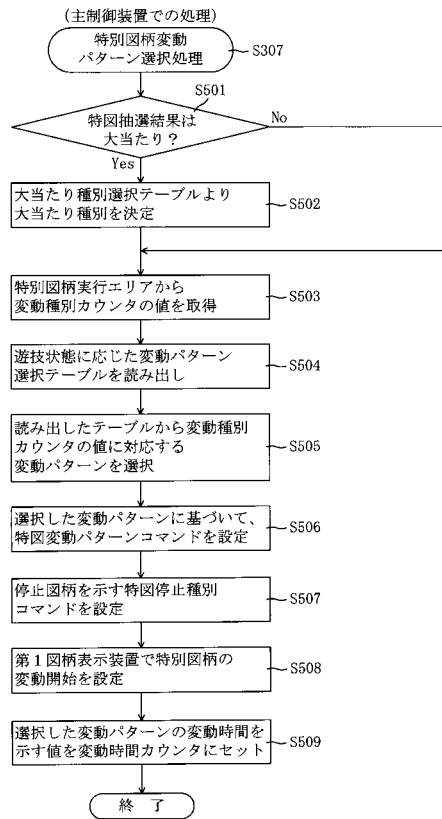 (主制御装置での処理)
特別図柄変動
パターン選択処理
S307
S501
特図抽選結果は
大当たり？
No
Yes
大当たり種別選択テーブルより
大当たり種別を決定
S502
特別図柄実行エリアから
変動種別カウンタの値を取得
S503
遊技状態に応じた変動パターン
選択テーブルを読み出し
S504
読み出したテーブルから変動種別
カウンタの値に対応する
変動パターンを選択
S505
選択した変動パターンに基づいて、
特図変動パターンコマンドを設定
S506
停止図柄を示す特図停止種別
コマンドを設定
S507
第１図柄表示装置で特別図柄の
変動開始を設定
S508
選択した変動パターンの変動時間を
示す値を変動時間カウンタにセット
S509
終 了